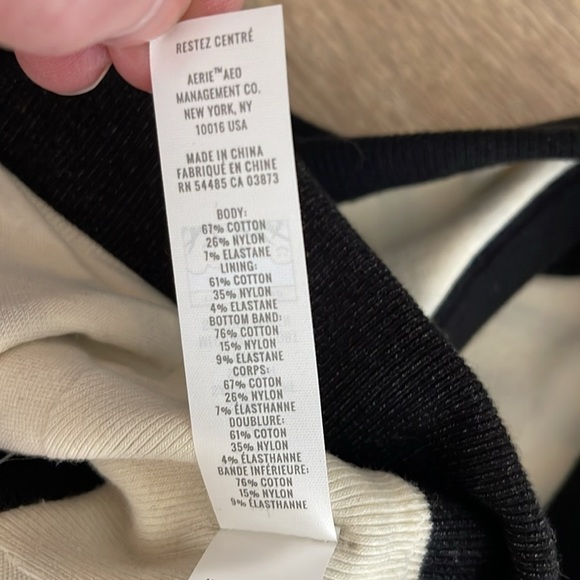 RESTEZ CENTRÉ
AERIE™AEO
MANAGEMENT CO.
NEW YORK, NY
10016 USA
MADE IN CHINA
FABRIQUÉ EN CHINE
RN 54485 CA 03873
BODY:
67% COTTON
26% NYLON
7% ELASTANE
LINING:
61% COTTON
35% NYLON
4% ELASTANE
BOTTOM BAND:
76% COTTON
15% NYLON
9% ELASTANE
CORPS:
67% COTON
26% NYLON
7% ÉLASTHANNE
DOUBLURE:
61% COTON
35% NYLON
4% ÉLASTHANNE
BANDE INFÉRIEURE:
76% COTON
15% NYLON
9% ÉLASTHANNE